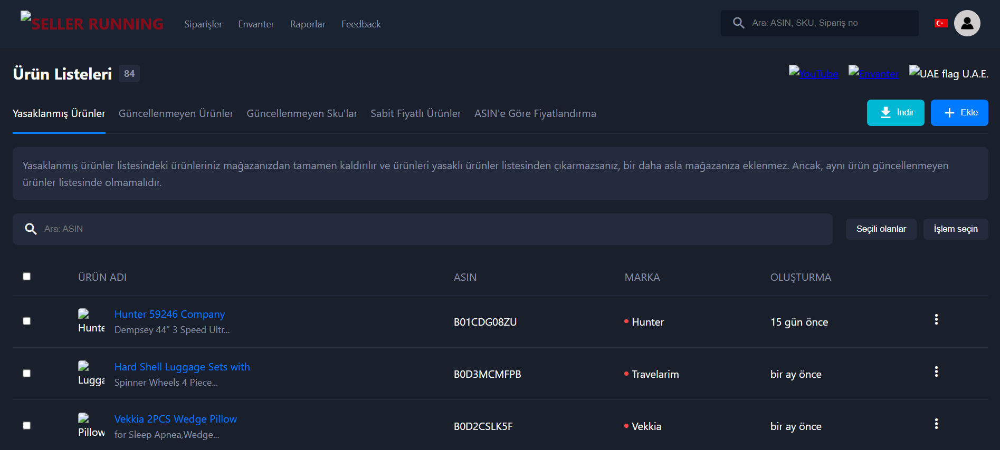 SELLER RUNNING
Siparişler
Envanter
Raporlar
Feedback
Ara: ASIN, SKU, Sipariş no
Ürün Listeleri
84
YouTube
Envanter
UAE flag U.A.E.
Yasaklanmış Ürünler
Güncellenmeyen Ürünler
Güncellenmeyen Sku'lar
Sabit Fiyatlı Ürünler
ASIN'e Göre Fiyatlandırma
İndir
Ekle
Yasaklanmış ürünler listesindeki ürünleriniz mağazanızdan tamamen kaldırılır ve ürünleri yasaklı ürünler listesinden çıkarmazsanız, bir daha asla mağazanıza eklenmez. Ancak, aynı ürün güncellenmeyen
ürünler listesinde olmamalıdır.
Ara: ASIN
Seçili olanlar
İşlem seçin
ÜRÜN ADI
ASIN
MARKA
OLUŞTURMA
Hunte
Hunter 59246 Company
Dempsey 44" 3 Speed Ultr...
B01CDG08ZU
Hunter
15 gün önce
Lugga
Hard Shell Luggage Sets with
Spinner Wheels 4 Piece...
B0D3MCMFPB
Travelarim
bir ay önce
Pillow
Vekkia 2PCS Wedge Pillow
for Sleep Apnea,Wedge...
B0D2CSLK5F
Vekkia
bir ay önce